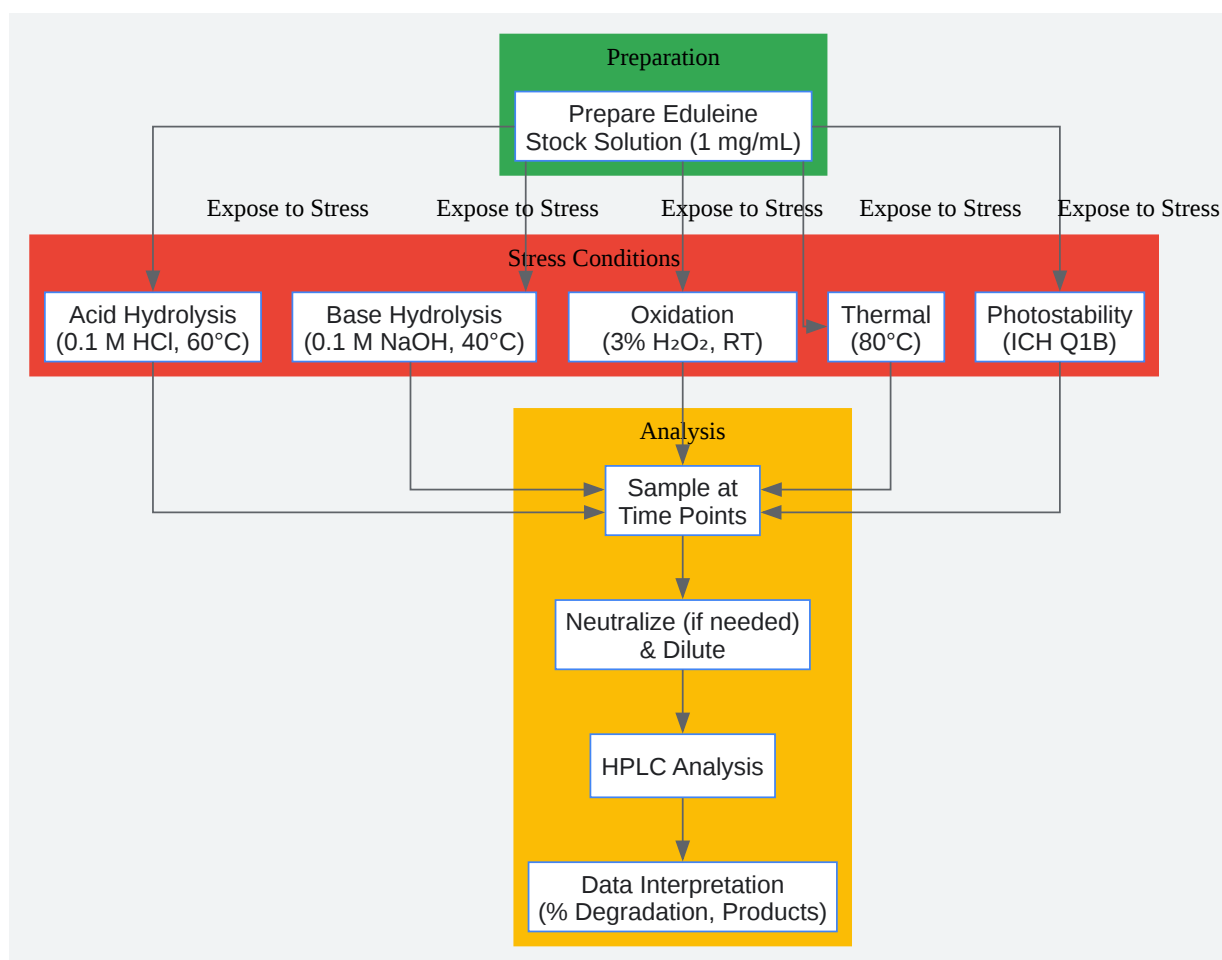 Preparation
Prepare Eduleine
Stock Solution (1 mg/mL)
Expose to Stress
Expose to Stress
Expose to Stress
Expose to Stress
Expose to Stress
Stress Conditions
Acid Hydrolysis
(0.1 M HCl, 60°C)
Base Hydrolysis
(0.1 M NaOH, 40°C)
Oxidation
(3% H₂O₂, RT)
Thermal
(80°C)
Photostability
(ICH Q1B)
Analysis
Sample at
Time Points
Neutralize (if needed)
& Dilute
HPLC Analysis
Data Interpretation
(% Degradation, Products)